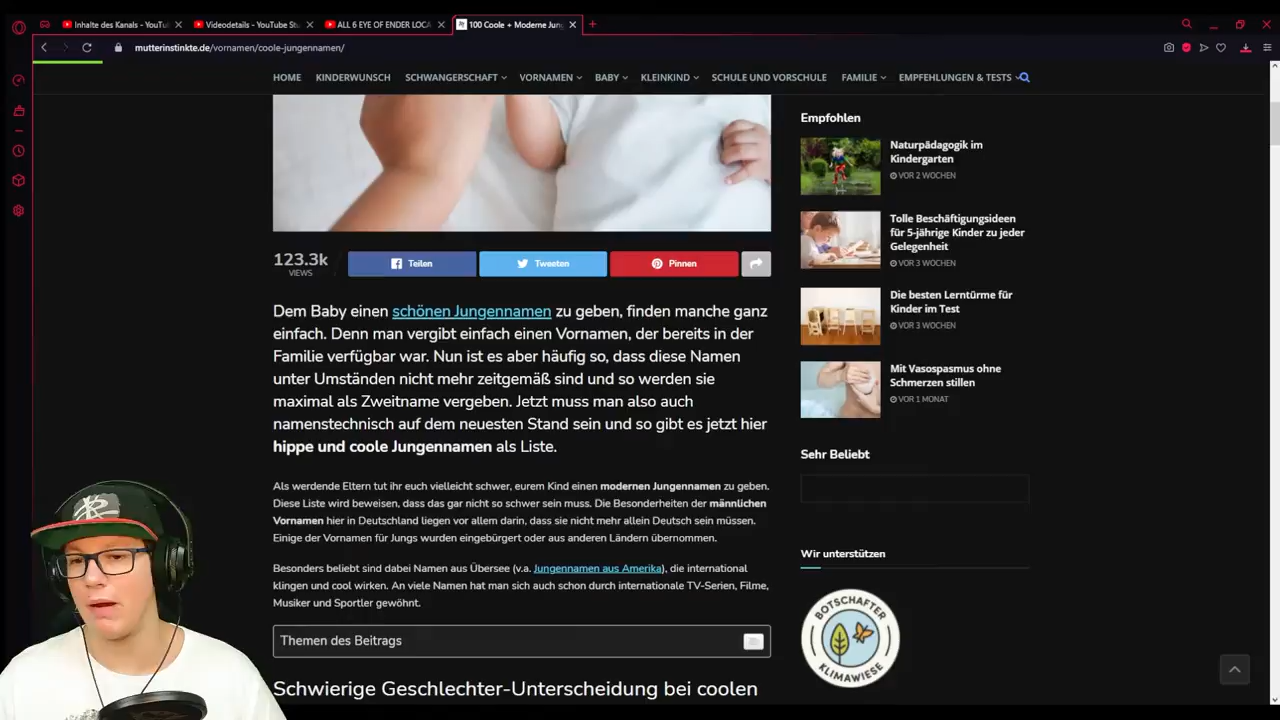 Inhalte des Kanals - YouTu
Videodetails - YouTube St
ALL 6 EYE OF ENDER LOCA
100 Coole + Moderne Jung
mutterinstinkte.de/vornamen/coole-jungennamen/
HOME KINDERWUNSCH SCHWANGERSCHAFT VORNAMEN BABY KLEINKIND SCHULE UND VORSCHULE FAMILIE EMPFEHLUNGEN & TESTS
123.3k
VIEWS
Teilen
Tweeten
Pinnen
Dem Baby einen schönen Jungennamen zu geben, finden manche ganz
einfach. Denn man vergibt einfach einen Vornamen, der bereits in der
Familie verfügbar war. Nun ist es aber häufig so, dass diese Namen
unter Umständen nicht mehr zeitgemäß sind und so werden sie
maximal als Zweitname vergeben. Jetzt muss man also auch
namenstechnisch auf dem neuesten Stand sein und so gibt es jetzt hier
hippe und coole Jungennamen als Liste.
Als werdende Eltern tut ihr euch vielleicht schwer, eurem Kind einen modernen Jungennamen zu geben.
Diese Liste wird beweisen, dass das gar nicht so schwer sein muss. Die Besonderheiten der männlichen
Vornamen hier in Deutschland liegen vor allem darin, dass sie nicht mehr allein Deutsch sein müssen.
Einige der Vornamen für Jungs wurden eingebürgert oder aus anderen Ländern übernommen.
Besonders beliebt sind dabei Namen aus Übersee (v.a. Jungennamen aus Amerika), die international
klingen und cool wirken. An viele Namen hat man sich auch schon durch internationale TV-Serien, Filme,
Musiker und Sportler gewöhnt.
Themen des Beitrags
Schwierige Geschlechter-Unterscheidung bei coolen
Empfohlen
Naturpädagogik im
Kindergarten
VOR 2 WOCHEN
Tolle Beschäftigungsideen
für 5-jährige Kinder zu jeder
Gelegenheit
VOR 3 WOCHEN
Die besten Lerntürme für
Kinder im Test
VOR 3 WOCHEN
Mit Vasospasmus ohne
Schmerzen stillen
VOR 1 MONAT
Sehr Beliebt
Wir unterstützen
BOTSCHAFTER
KLIMAWIESE